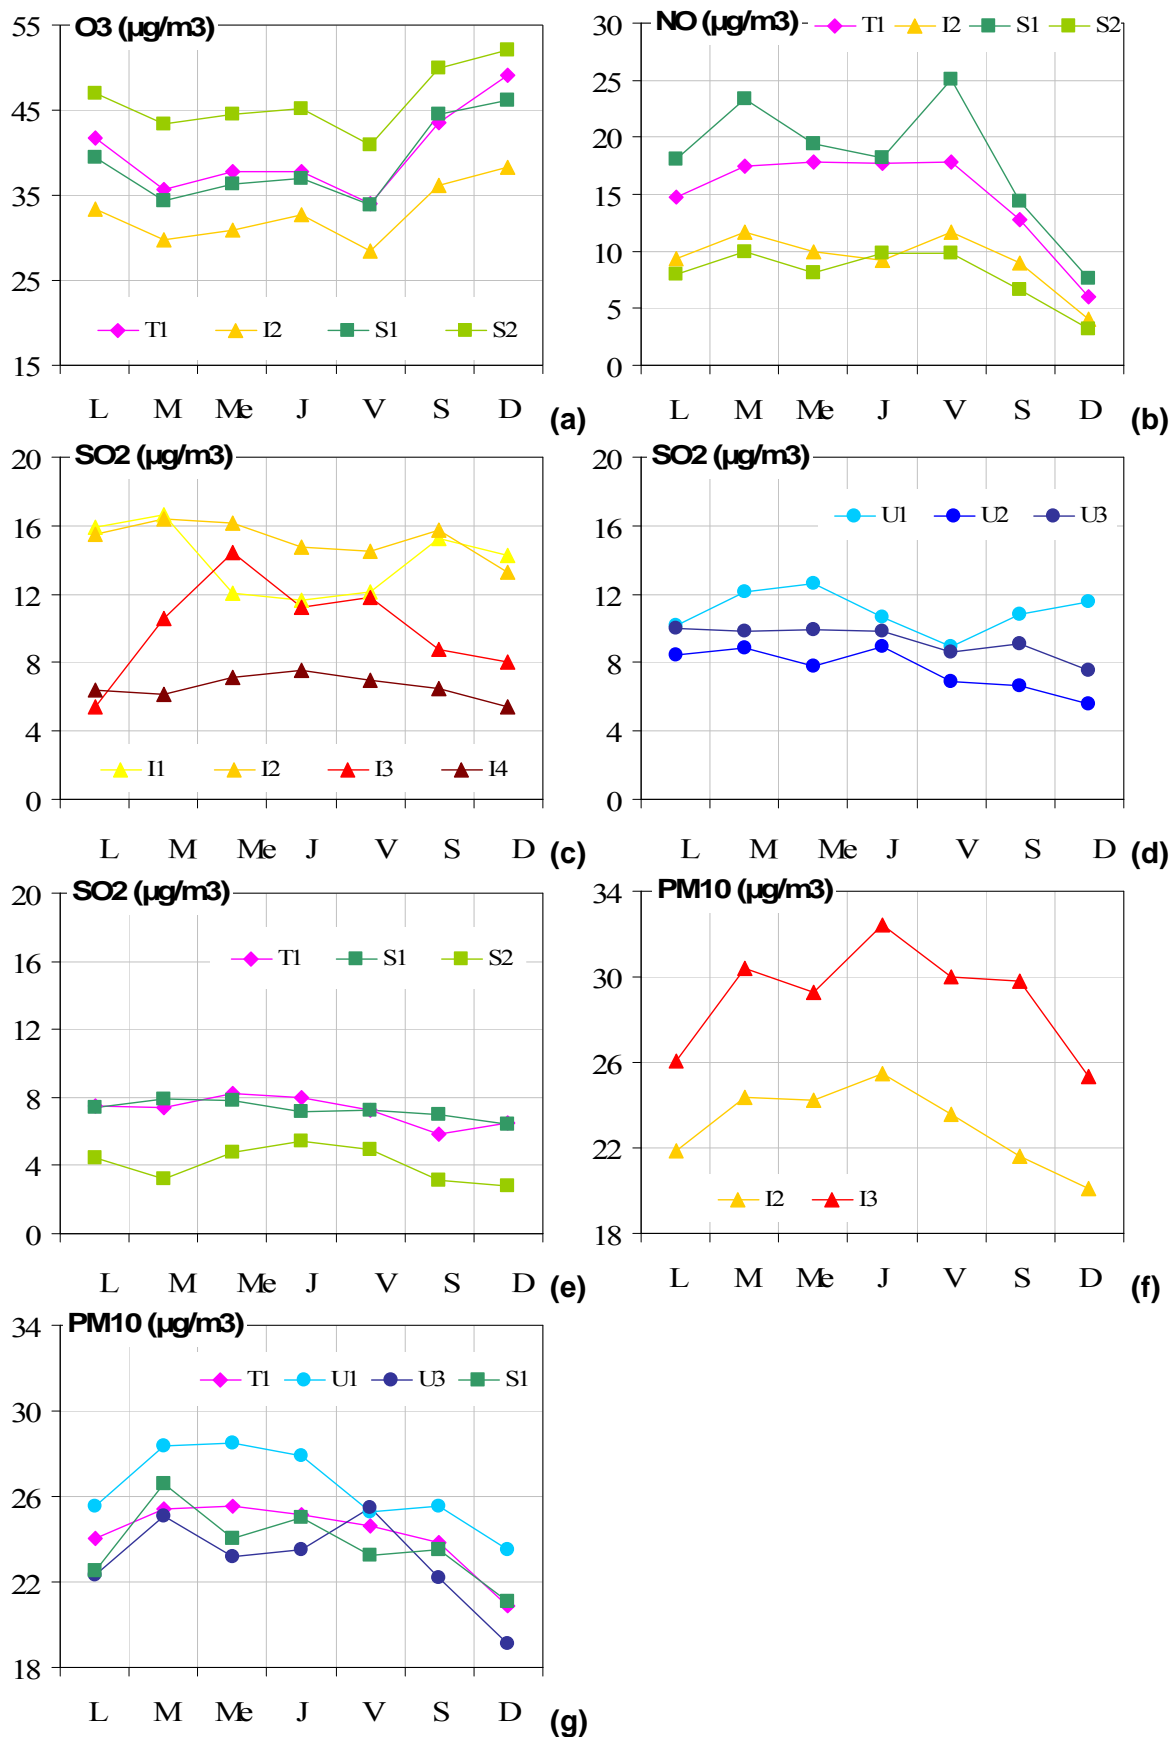 O3 (µg/m3)
55
45
35
25
15
T1 I2 S1 S2
L M Me J V S D (a)
NO (µg/m3)
T1 I2 S1 S2
30
25
20
15
10
5
0
L M Me J V S D (b)
SO2 (µg/m3)
20
16
12
8
4
0
I1 I2 I3 I4
L M Me J V S D (c)
SO2 (µg/m3)
20
16
12
8
4
0
U1 U2 U3
L M Me J V S D (d)
SO2 (µg/m3)
20
16
12
8
4
0
T1 S1 S2
L M Me J V S D (e)
PM10 (µg/m3)
34
30
26
22
18
I2 I3
L M Me J V S D (f)
PM10 (µg/m3)
34
30
26
22
18
T1 U1 U3 S1
L M Me J V S D (g)